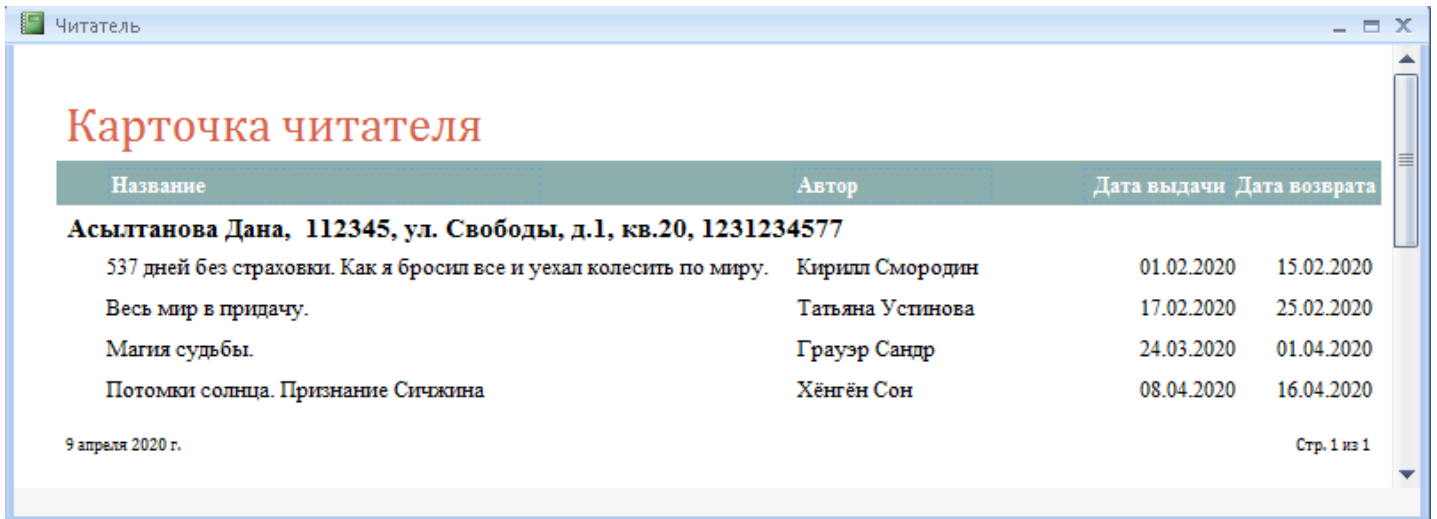 Читатель
Карточка читателя
Название Автор Дата выдачи Дата возврата
Асылтанова Дана, 112345, ул. Свободы, д.1, кв.20, 1231234577
537 дней без страховки. Как я бросил все и уехал колесить по миру. Кирилл Смородин 01.02.2020 15.02.2020
Весь мир в придачу. Татьяна Устинова 17.02.2020 25.02.2020
Магия судьбы. Грауэр Сандр 24.03.2020 01.04.2020
Потомки солнца. Признание Сичжина Хёнгён Сон 08.04.2020 16.04.2020
9 апреля 2020 г. Стр. 1 из 1